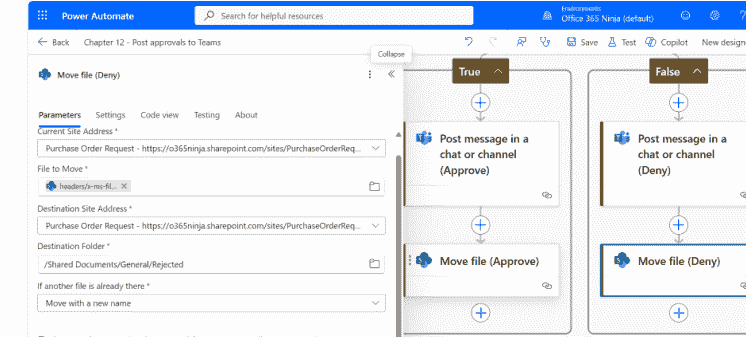 Power Automate
Search for helpful resources
Environments
Office 365 Ninja (default)
Back
Chapter 12 - Post approvals to Teams
Save
Test
Copilot
New design
Collapse
Move file (Deny)
Parameters
Settings
Code view
Testing
About
Current Site Address *
Purchase Order Request - https://o365ninja.sharepoint.com/sites/PurchaseOrderReq...
File to Move *
headers/x-ms-fil...
Destination Site Address *
Purchase Order Request - https://o365ninja.sharepoint.com/sites/PurchaseOrderReq...
Destination Folder *
/Shared Documents/General/Rejected
If another file is already there *
Move with a new name
True
Post message in a
chat or channel
(Approve)
Move file (Approve)
False
Post message in a
chat or channel
(Deny)
Move file (Deny)